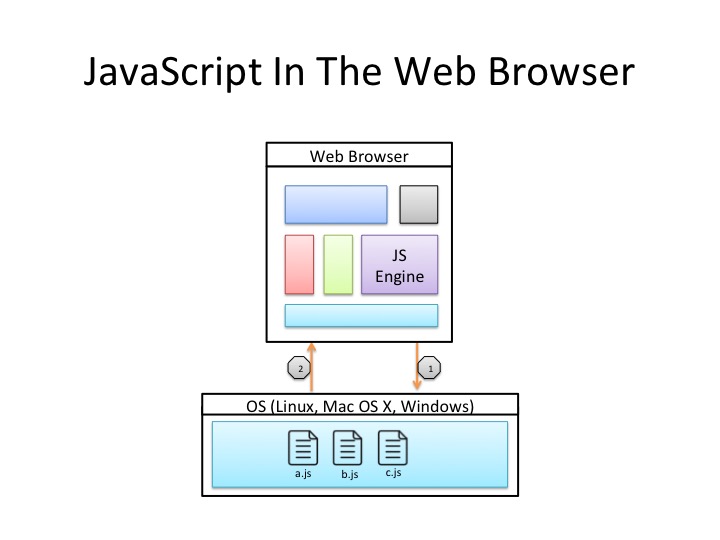 JavaScript In The Web Browser
Web Browser
JS
Engine
2
1
OS (Linux, Mac OS X, Windows)
a.js
b.js
c.js